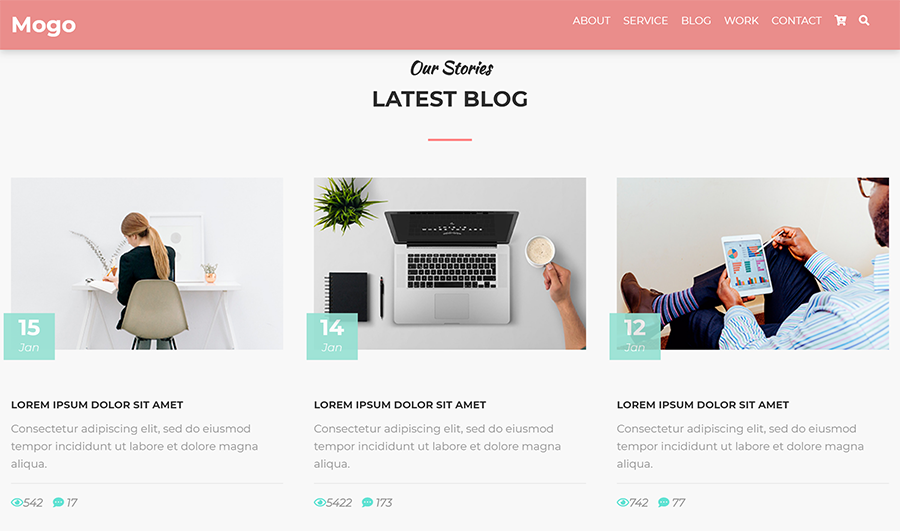 Mogo
ABOUT SERVICE BLOG WORK CONTACT
Our Stories
LATEST BLOG
15
Jan
14
Jan
12
Jan
LOREM IPSUM DOLOR SIT AMET
Consectetur adipiscing elit, sed do eiusmod
tempor incididunt ut labore et dolore magna
aliqua.
542 17
LOREM IPSUM DOLOR SIT AMET
Consectetur adipiscing elit, sed do eiusmod
tempor incididunt ut labore et dolore magna
aliqua.
5422 173
LOREM IPSUM DOLOR SIT AMET
Consectetur adipiscing elit, sed do eiusmod
tempor incididunt ut labore et dolore magna
aliqua.
742 77